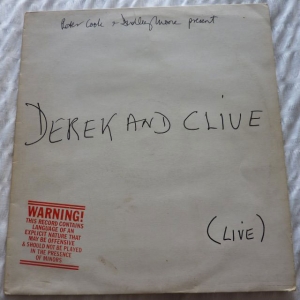 Peter Cook + Dudley Moore present
DEREK AND CLIVE
(LIVE)
WARNING!
THIS RECORD CONTAINS
LANGUAGE OF AN
EXPLICIT NATURE THAT
MAY BE OFFENSIVE
& SHOULD NOT BE PLAYED
IN THE PRESENCE
OF MINORS